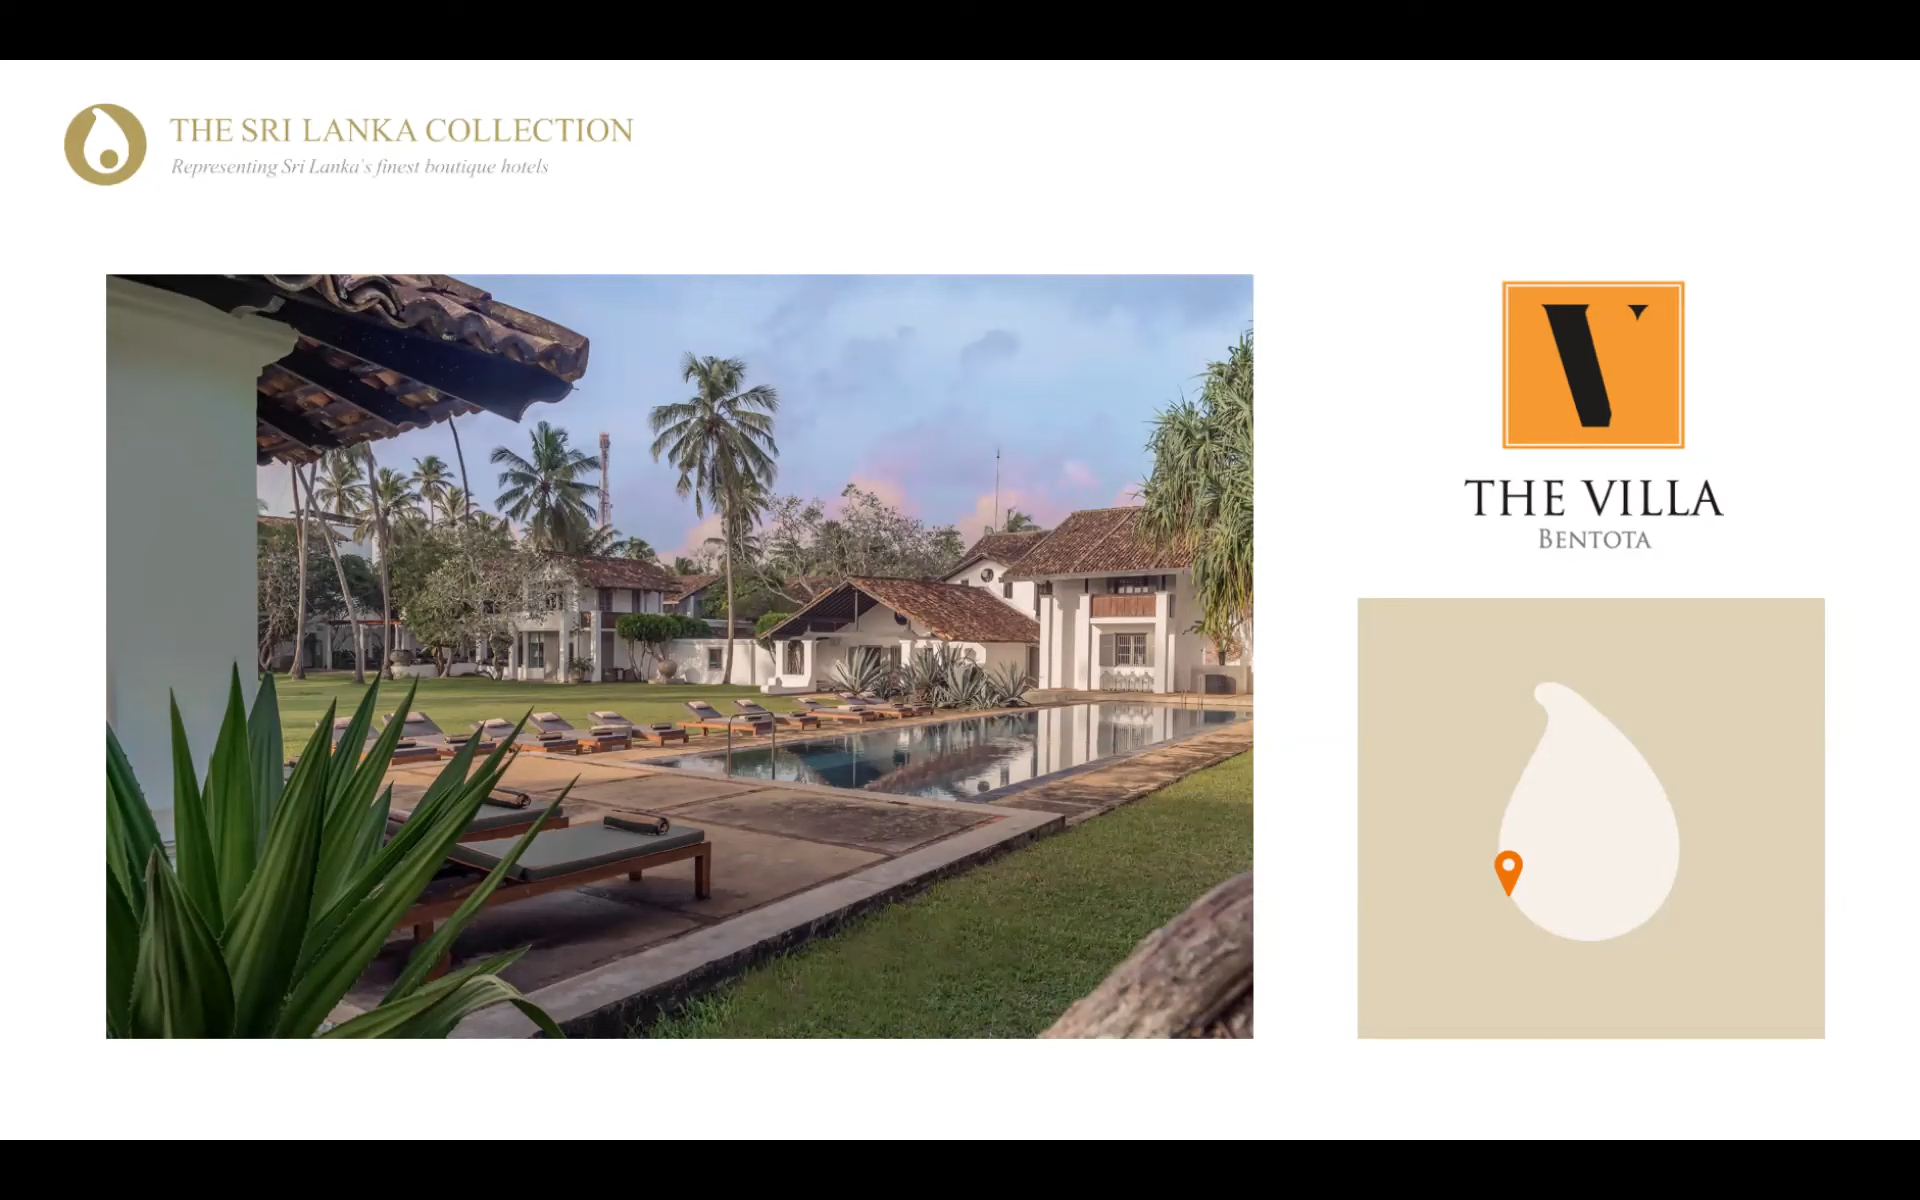 THE SRI LANKA COLLECTION
Representing Sri Lanka's finest boutique hotels
V
THE VILLA
BENTOTA